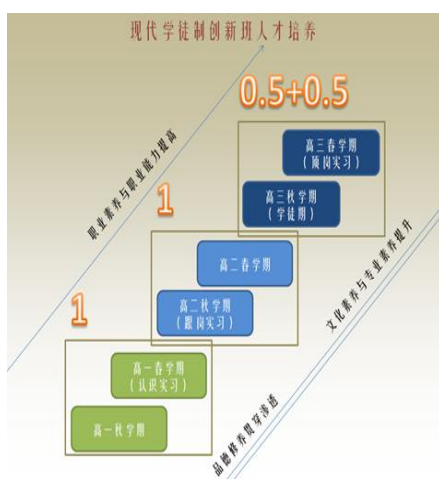 现代学徒制创新班人才培养
0.5+0.5
高三春学期
(顶岗实习)
高三秋学期
(学徒期)
职业素养与职业能力提高
1
高二春学期
高二秋学期
(跟岗实习)
文化素养与专业素养提升
1
高一春学期
(认识实习)
高一秋学期
品德修养贯穿渗透